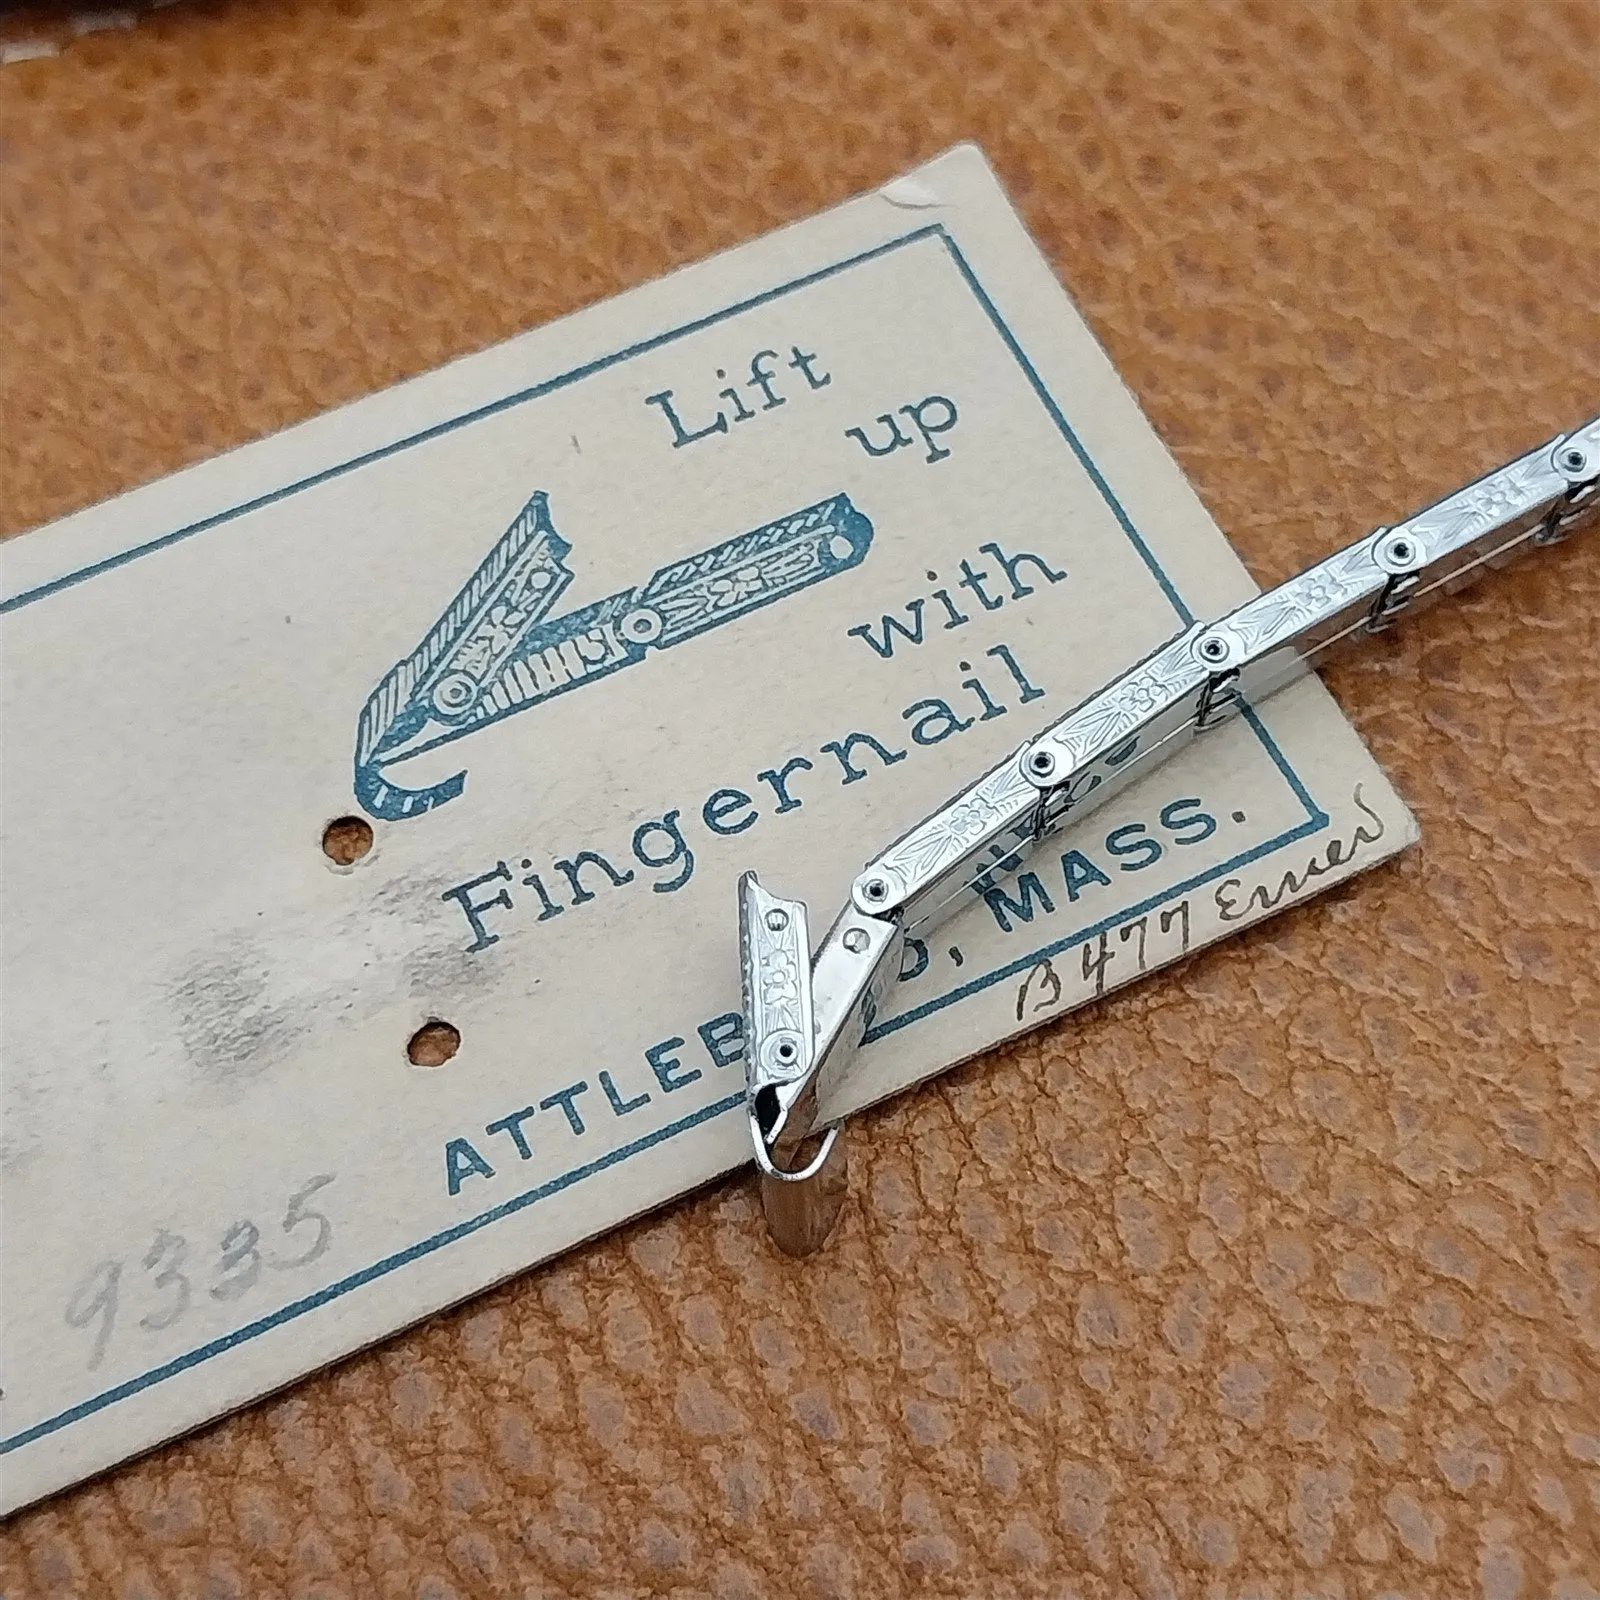 Lift
up
with
Fingernail
ATTLEB O, MASS.
B477
9335